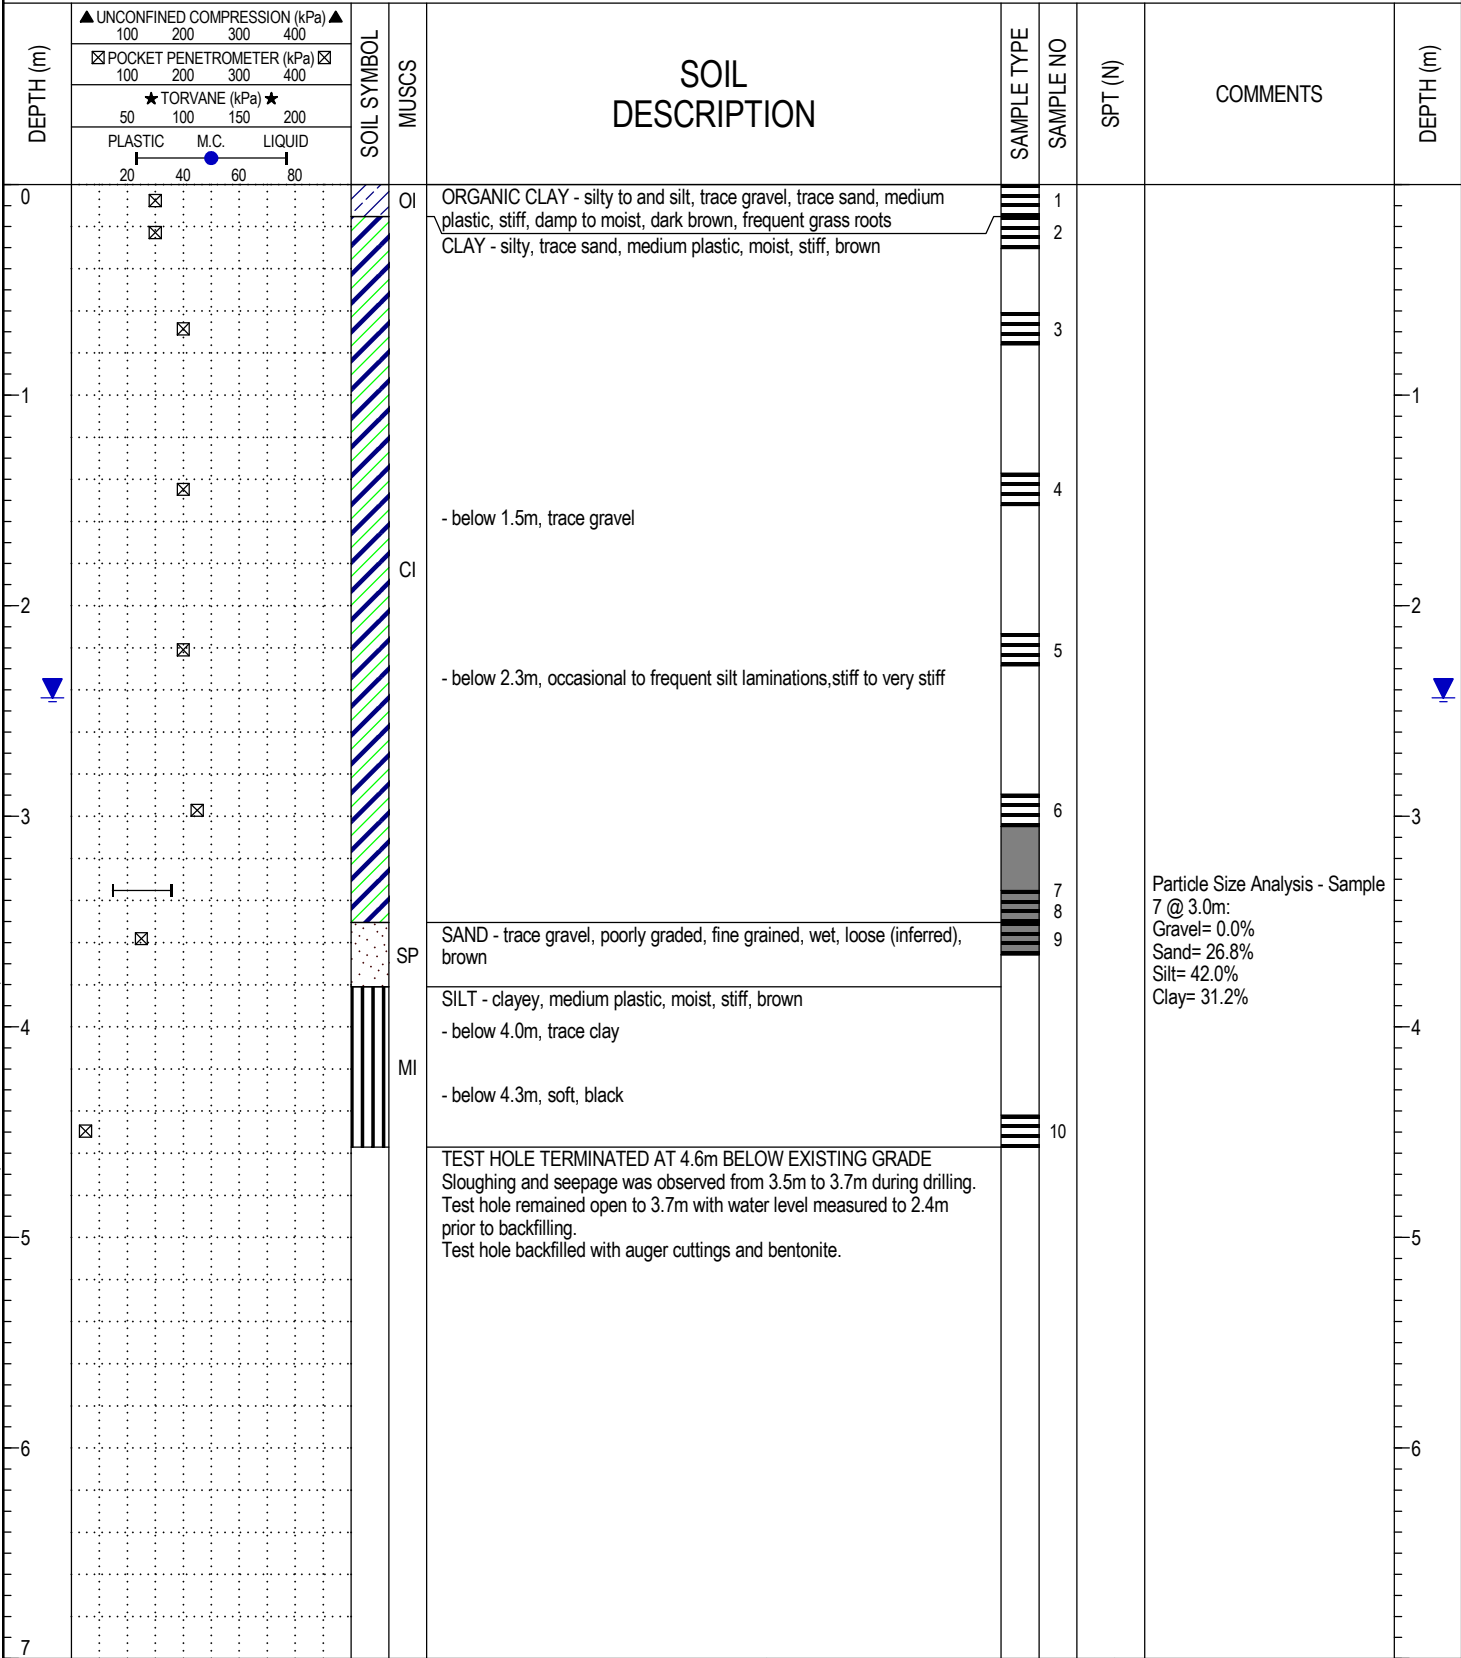 DEPTH (m)
▲ UNCONFINED COMPRESSION (kPa) ▲
100 200 300 400
☒ POCKET PENETROMETER (kPa) ☒
100 200 300 400
★ TORVANE (kPa) ★
50 100 150 200
PLASTIC M.C. LIQUID
20 40 60 80
SOIL SYMBOL
MUSCS
SOIL
DESCRIPTION
SAMPLE TYPE
SAMPLE NO
SPT (N)
COMMENTS
DEPTH (m)
0
OI
ORGANIC CLAY - silty to and silt, trace gravel, trace sand, medium
plastic, stiff, damp to moist, dark brown, frequent grass roots
1
2
CLAY - silty, trace sand, medium plastic, moist, stiff, brown
3
1
1
4
- below 1.5m, trace gravel
CI
2
2
5
- below 2.3m, occasional to frequent silt laminations,stiff to very stiff
6
3
3
7
8
Particle Size Analysis - Sample
7 @ 3.0m:
Gravel= 0.0%
Sand= 26.8%
Silt= 42.0%
Clay= 31.2%
SP
SAND - trace gravel, poorly graded, fine grained, wet, loose (inferred),
brown
9
SILT - clayey, medium plastic, moist, stiff, brown
4
- below 4.0m, trace clay
4
MI
- below 4.3m, soft, black
10
TEST HOLE TERMINATED AT 4.6m BELOW EXISTING GRADE
Sloughing and seepage was observed from 3.5m to 3.7m during drilling.
Test hole remained open to 3.7m with water level measured to 2.4m
prior to backfilling.
Test hole backfilled with auger cuttings and bentonite.
5
5
6
6
7